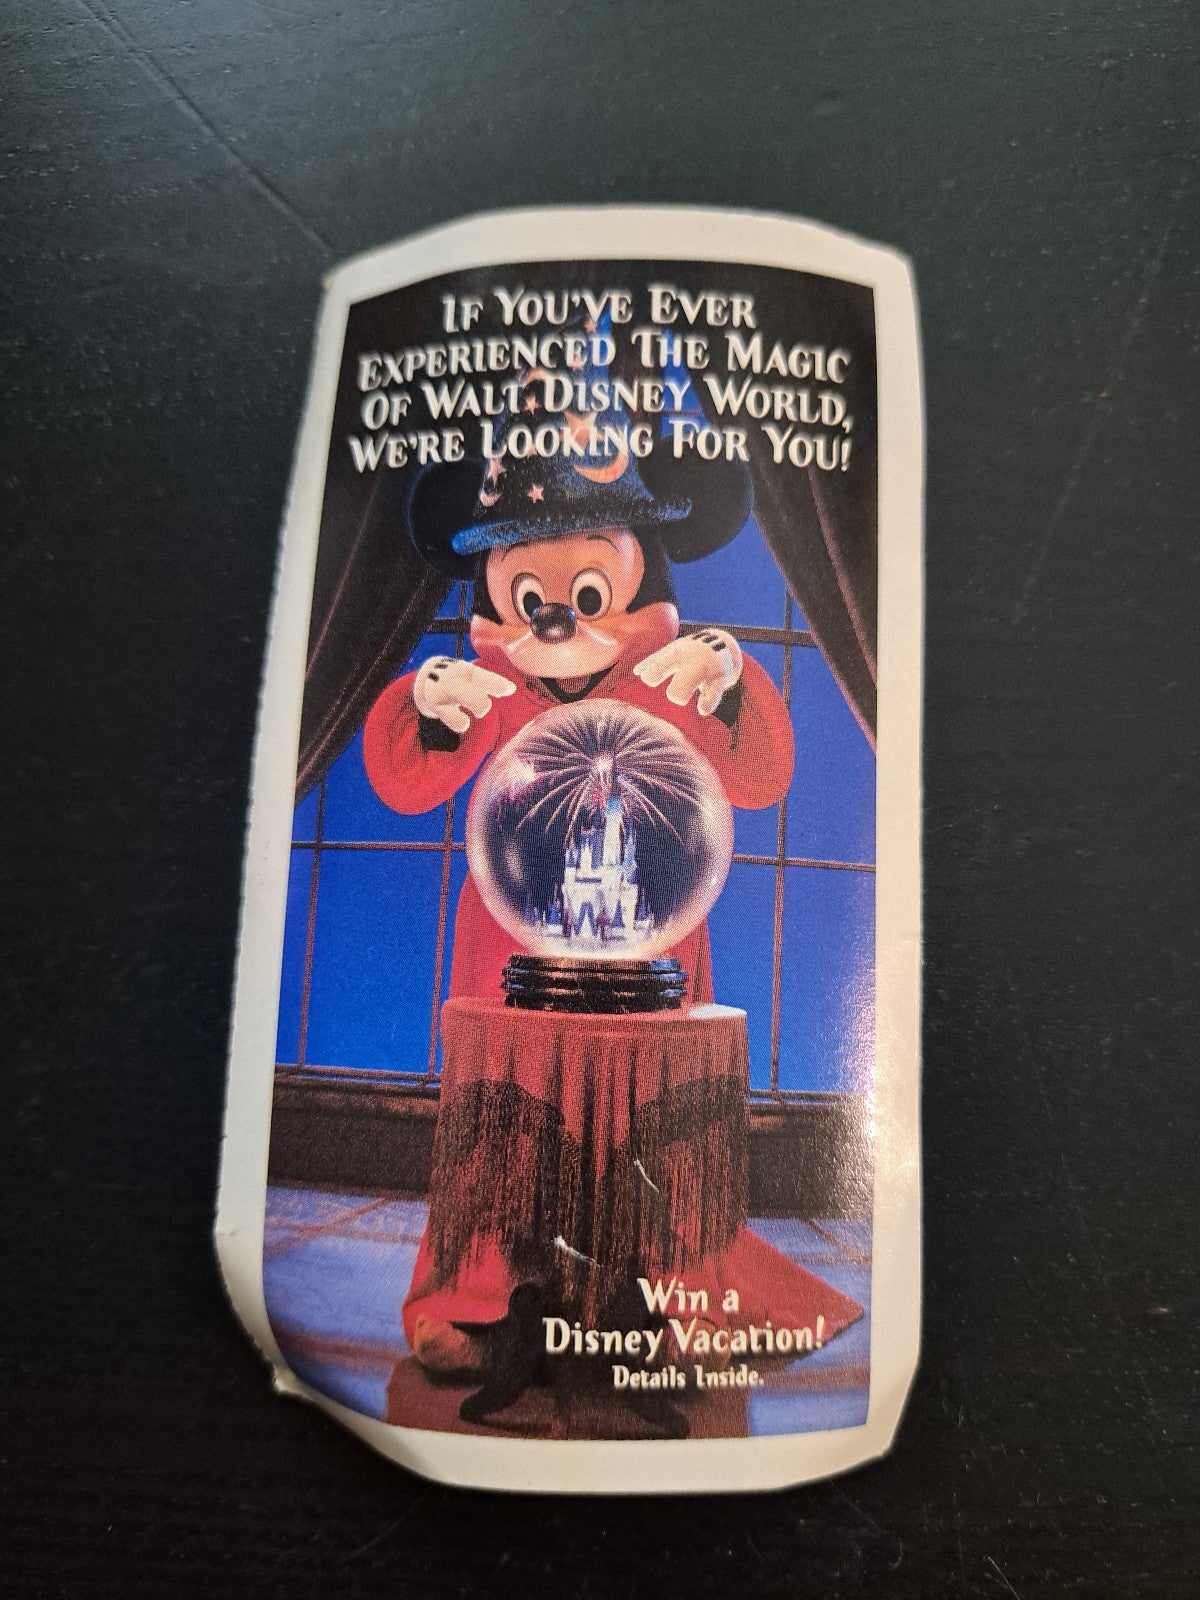 If You've Ever
Experienced The Magic
Of Walt Disney World,
We're Looking For You!
Win a
Disney Vacation!
Details Inside.